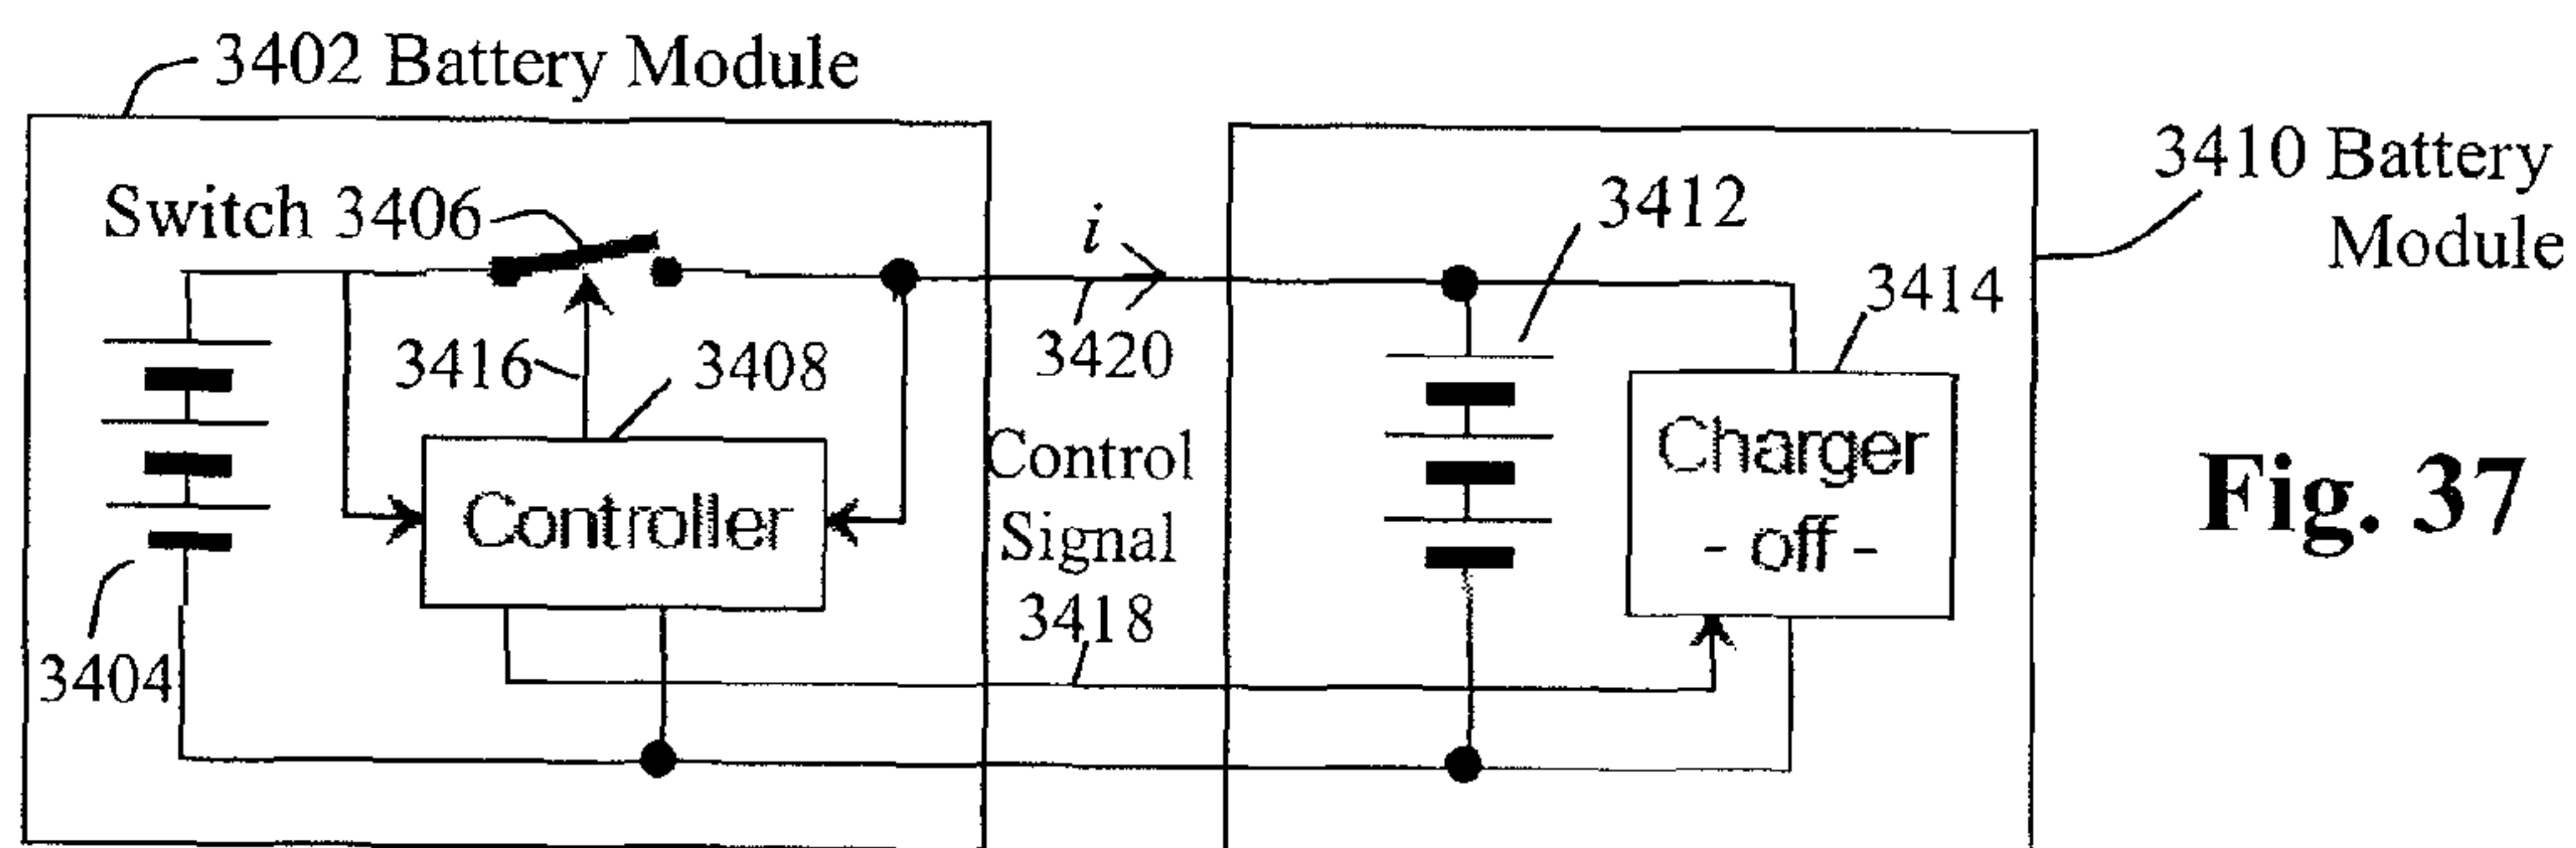 3402 Battery Module
3410 Battery
Module
Switch 3406
i
3412
3414
3416
3408
3420
Control
Signal
3418
Controller
Charger
- off -
3404
Fig. 37